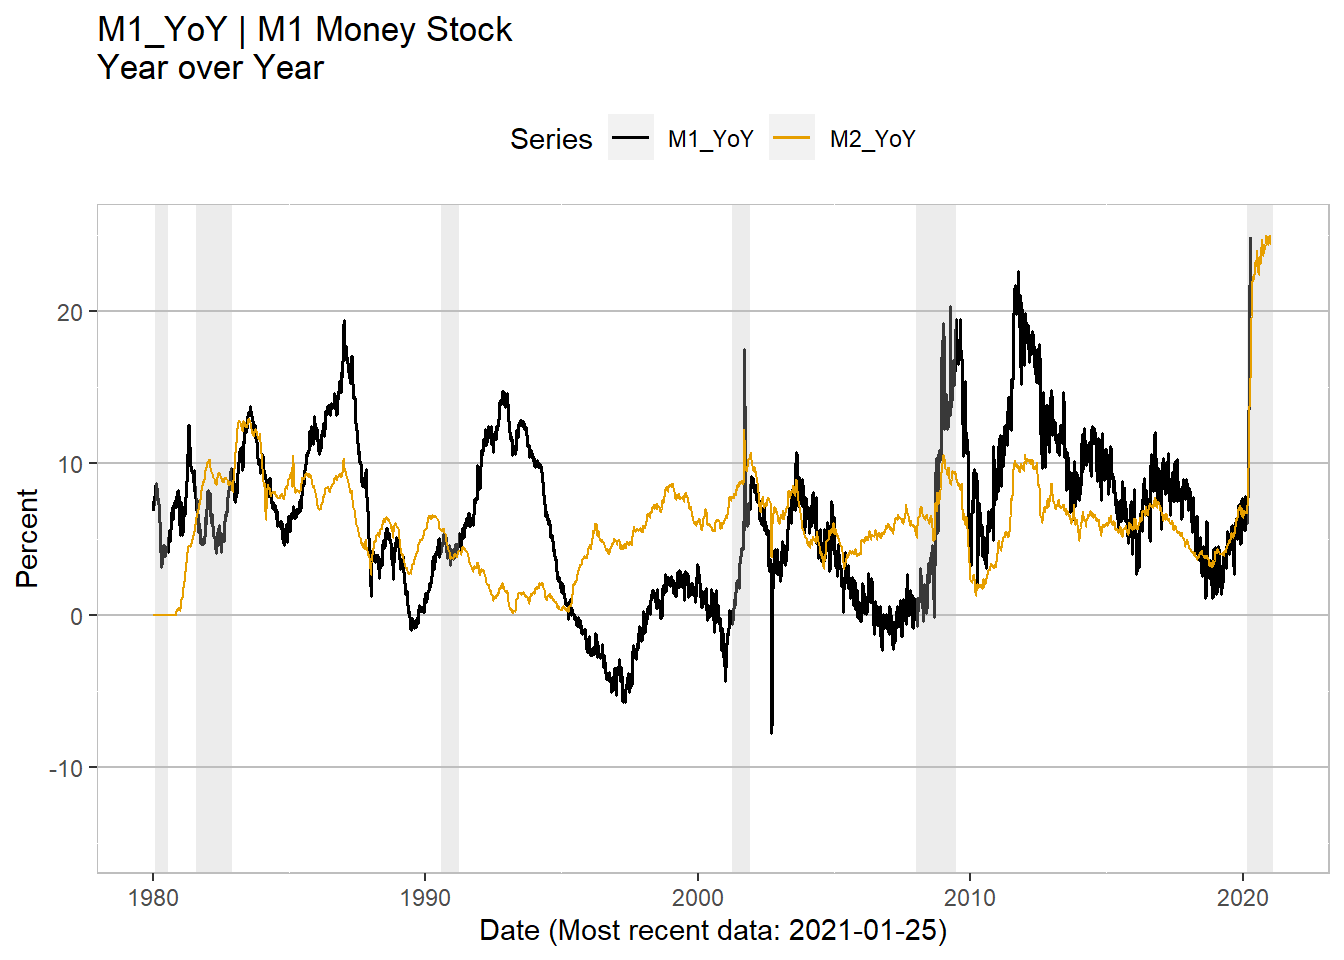 M1_YoY | M1 Money Stock
Year over Year
Series M1_YoY M2_YoY
Percent
20
10
0
-10
1980 1990 2000 2010 2020
Date (Most recent data: 2021-01-25)